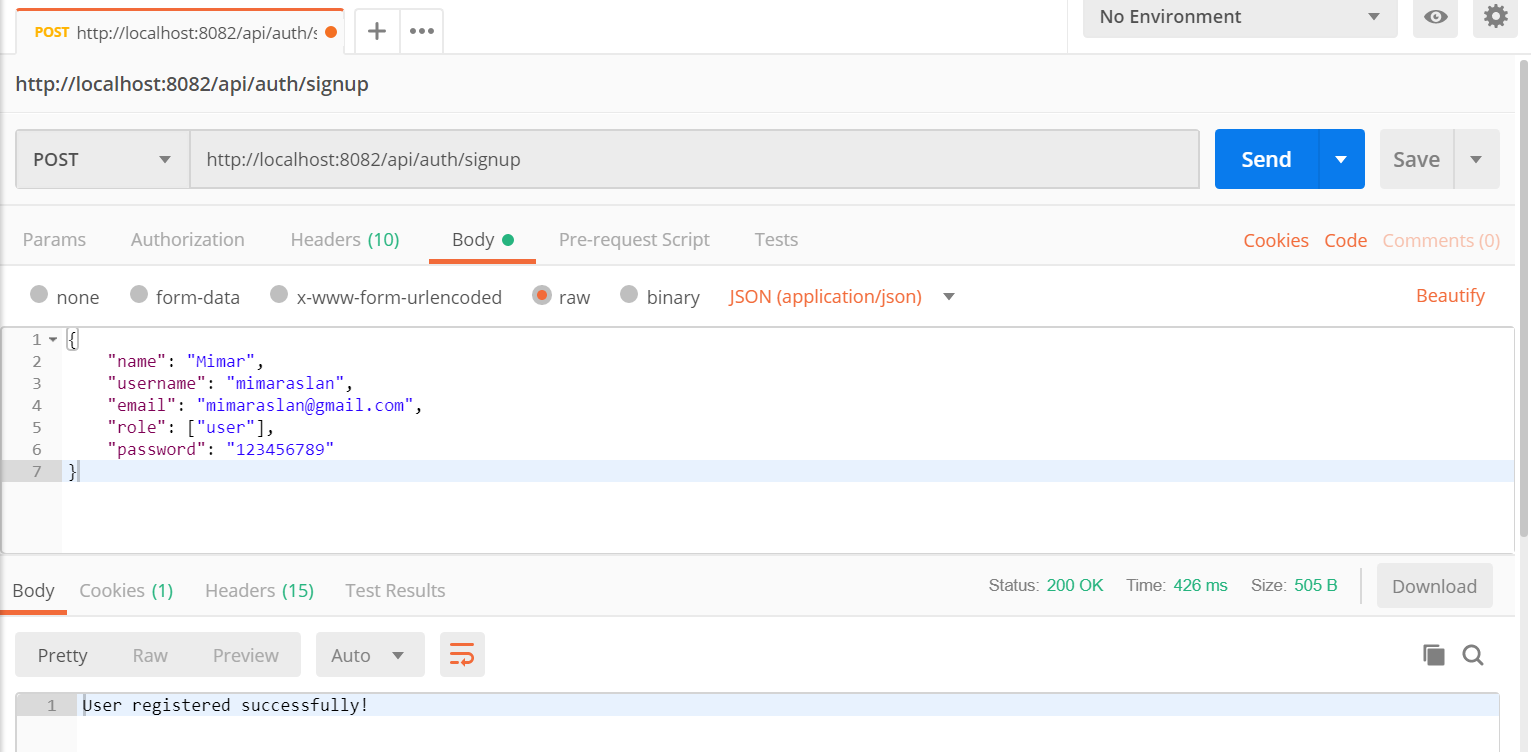 POST http://localhost:8082/api/auth/s
No Environment
http://localhost:8082/api/auth/signup
POST http://localhost:8082/api/auth/signup Send Save
Params Authorization Headers (10) Body Pre-request Script Tests Cookies Code Comments (0)
none form-data x-www-form-urlencoded raw binary JSON (application/json) Beautify
1 {
2 "name": "Mimar",
3 "username": "mimaraslan",
4 "email": "mimaraslan@gmail.com",
5 "role": ["user"],
6 "password": "123456789"
7 }
Body Cookies (1) Headers (15) Test Results Status: 200 OK Time: 426 ms Size: 505 B Download
Pretty Raw Preview Auto
1 User registered successfully!